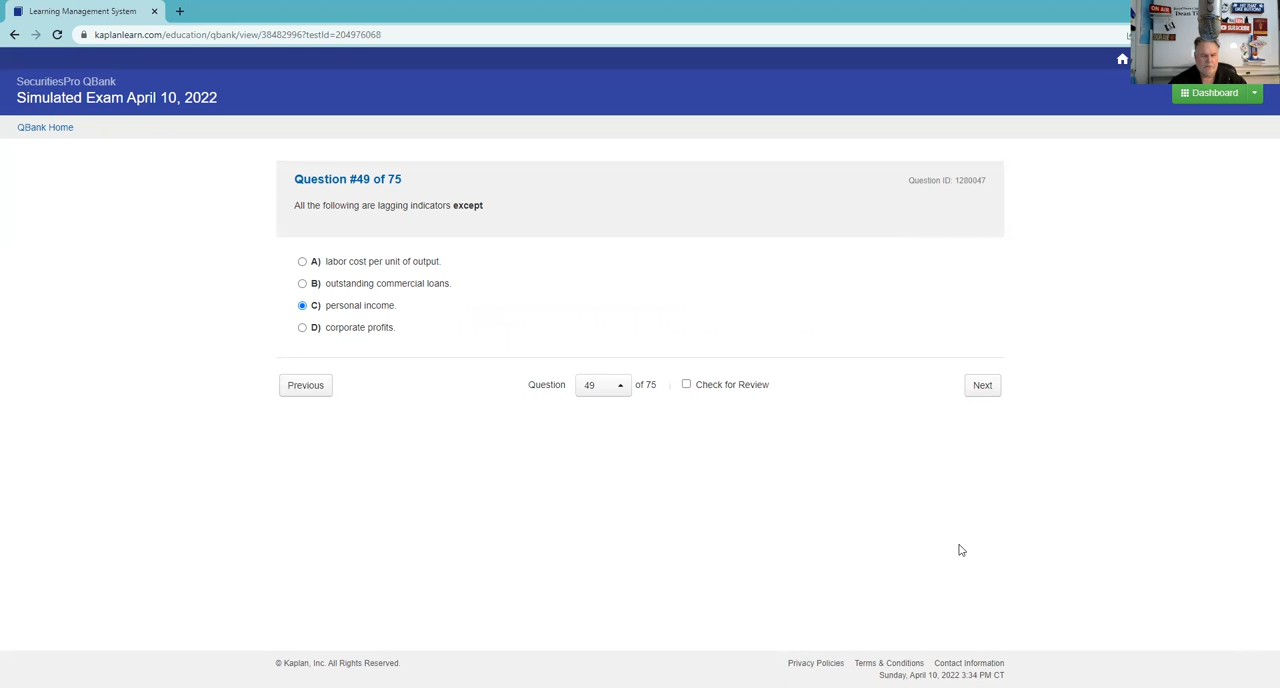 Learning Management System
kaplanlearn.com/education/qbank/view/38482996?testId=204976068
SecuritiesPro QBank
Simulated Exam April 10, 2022
Dashboard
QBank Home
Question #49 of 75
Question ID: 1280047
All the following are lagging indicators except
A) labor cost per unit of output.
B) outstanding commercial loans.
C) personal income.
D) corporate profits.
Previous
Question 49 of 75
Check for Review
Next
© Kaplan, Inc. All Rights Reserved.
Privacy Policies Terms & Conditions Contact Information
Sunday, April 10, 2022 3:34 PM CT
ON AIR
SUBSCRIBE